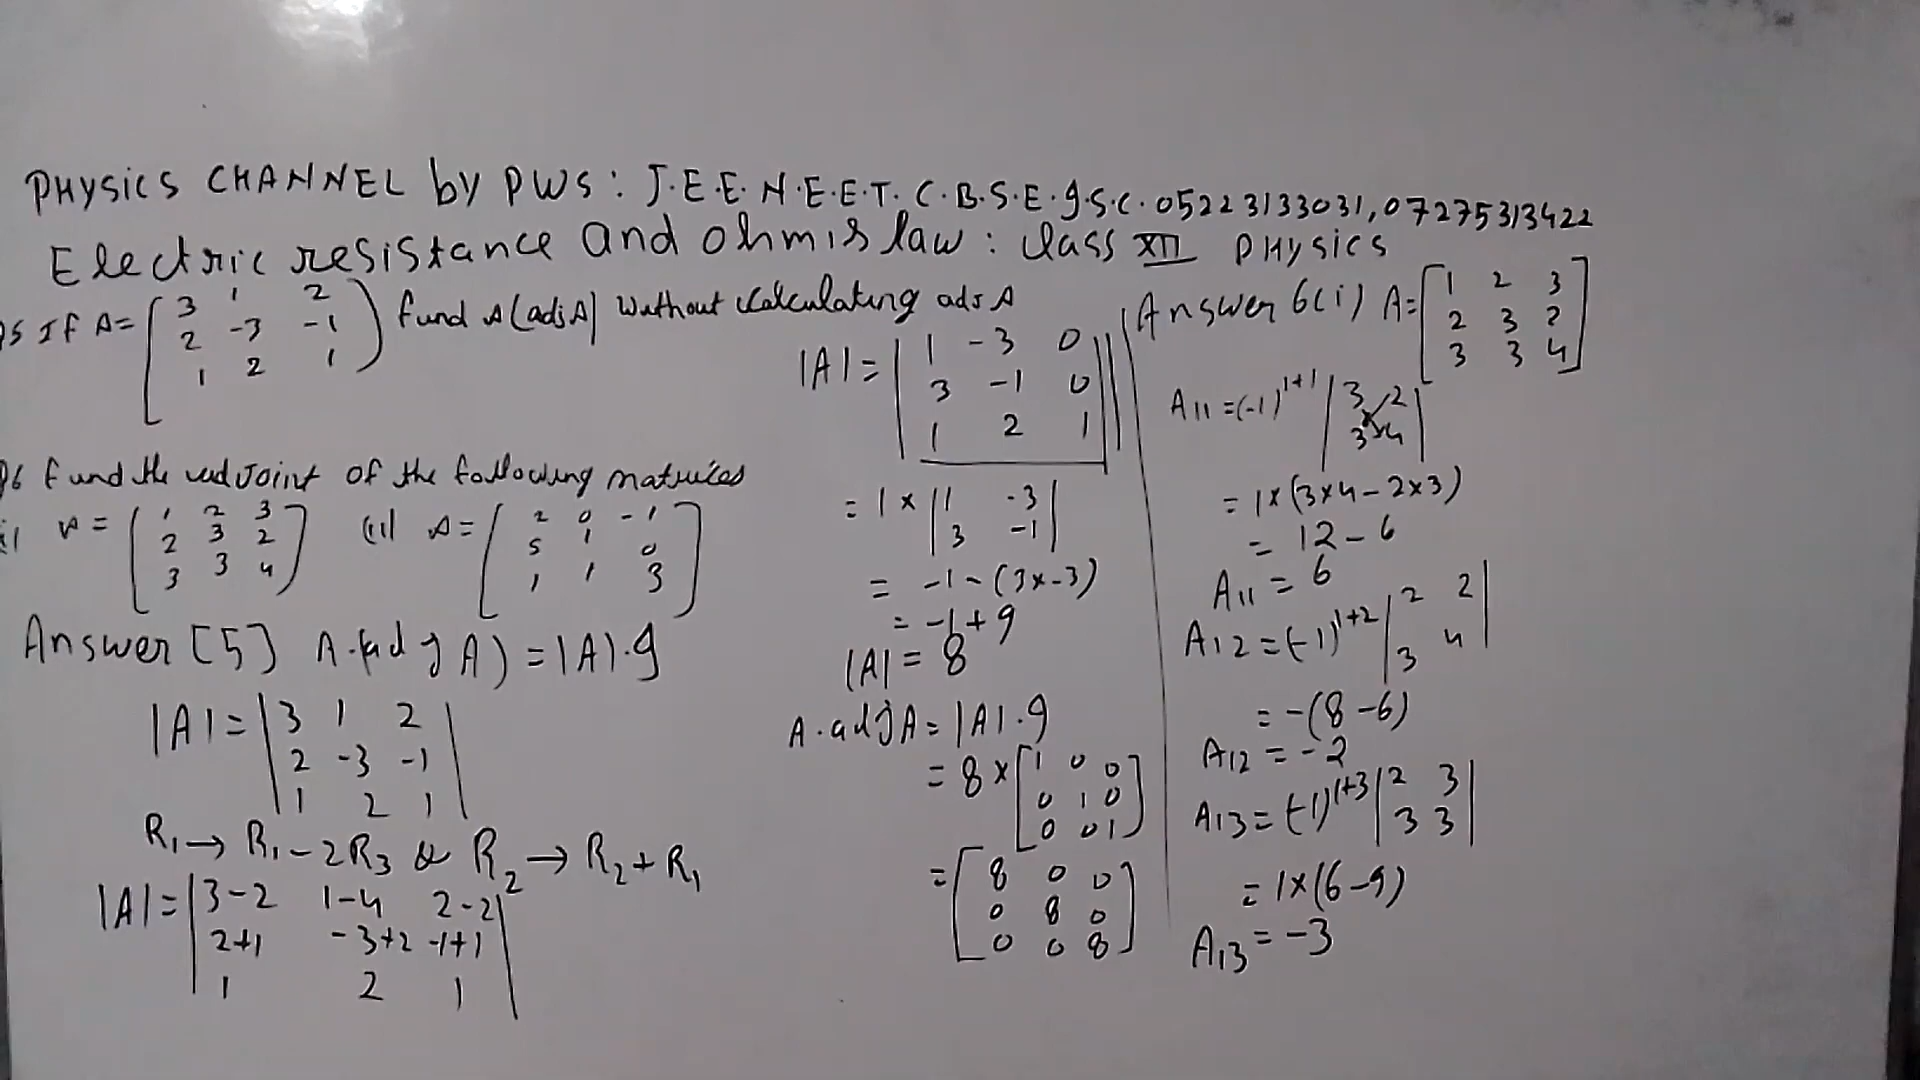 PHYSICS CHANNEL by PWS: J.E.E. N.E.E.T. C.B.S.E. I.S.C. 05223133031, 07275313422
Electric resistance and ohm's law : Class XII PHYSICS
Q5 If A= [3 1 2
2 -3 -1
1 2 1] find A(adjA) without Calculating adj A
Q6 find the adjoint of the following matrices
(i) A = [1 2 3
2 3 2
3 3 4] (ii) A = [2 0 -1
5 1 0
1 1 3]
Answer [5] A.(adj A) = |A|.I
|A| = |3 1 2
2 -3 -1
1 2 1|
R1 → R1 - 2R3 & R2 → R2 + R1
|A| = |3-2 1-4 2-2
2+1 -3+2 -1+1
1 2 1|
|A| = |1 -3 0
3 -1 0
1 2 1|
= 1 × |1 -3
3 -1|
= -1 - (3×-3)
= -1+9
|A| = 8
A.adjA = |A|.I
= 8 × [1 0 0
0 1 0
0 0 1]
= [8 0 0
0 8 0
0 0 8]
Answer 6(i) A= [1 2 3
2 3 2
3 3 4]
A11 = (-1)^1+1 |3 2
3 4|
= 1×(3×4-2×3)
= 12-6
A11 = 6
A12 = (-1)^1+2 |2 2
3 4|
= -(8-6)
A12 = -2
A13 = (-1)^1+3 |2 3
3 3|
= 1×(6-9)
A13 = -3